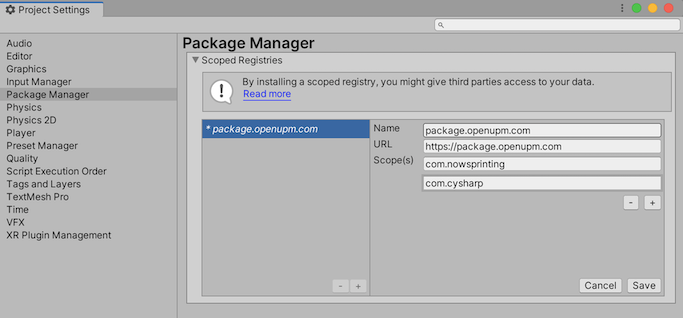 Project Settings
Audio
Editor
Graphics
Input Manager
Package Manager
Physics
Physics 2D
Player
Preset Manager
Quality
Script Execution Order
Tags and Layers
TextMesh Pro
Time
VFX
XR Plugin Management
Package Manager
Scoped Registries
By installing a scoped registry, you might give third parties access to your data.
Read more
* package.openupm.com
Name package.openupm.com
URL https://package.openupm.com
Scope(s) com.nowsprinting
com.cysharp
- +
- +
Cancel Save